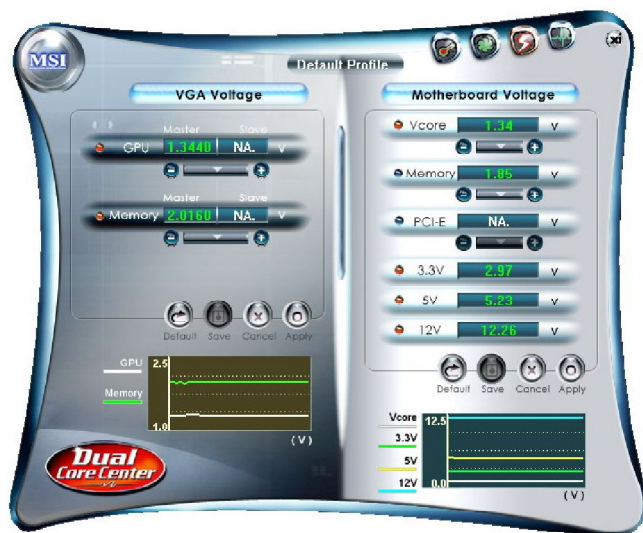 MSI
Default Profile
xi
VGA Voltage
Master Slave
GPU 1.3440 NA. V
Master Slave
Memory 2.0160 NA. V
Default Save Cancel Apply
GPU
Memory
2.5
1.0
(V)
Dual
Core Center
Motherboard Voltage
Vcore 1.34 V
Memory 1.85 V
PCI-E NA. V
3.3V 2.97 V
5V 5.23 V
12V 12.26 V
Default Save Cancel Apply
Vcore
3.3V
5V
12V
12.5
0.0
(V)